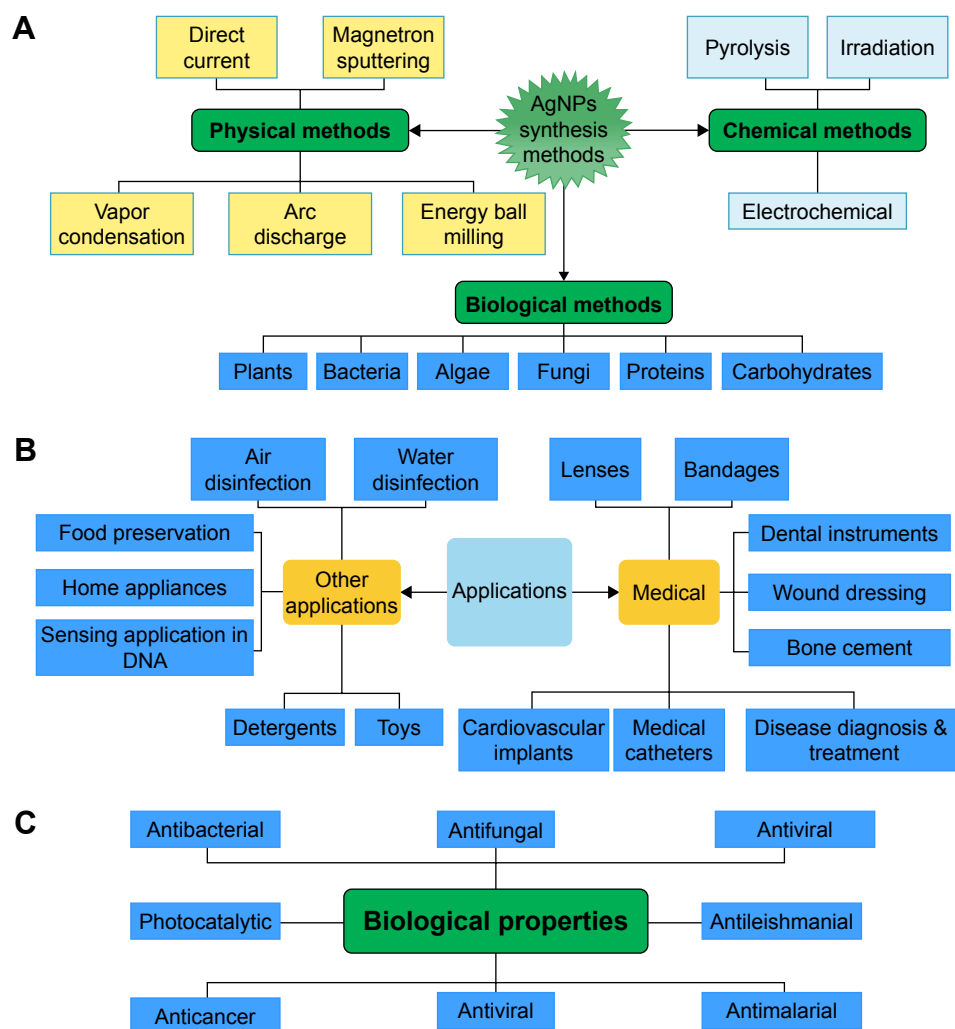 A
Direct
current
Magnetron
sputtering
Pyrolysis
Irradiation
AgNPs
synthesis
methods
Physical methods
Chemical methods
Vapor
condensation
Arc
discharge
Energy ball
milling
Electrochemical
Biological methods
Plants
Bacteria
Algae
Fungi
Proteins
Carbohydrates
B
Air
disinfection
Water
disinfection
Lenses
Bandages
Food preservation
Home appliances
Sensing application in
DNA
Other
applications
Applications
Medical
Dental instruments
Wound dressing
Bone cement
Detergents
Toys
Cardiovascular
implants
Medical
catheters
Disease diagnosis &
treatment
C
Antibacterial
Antifungal
Antiviral
Photocatalytic
Biological properties
Antileishmanial
Anticancer
Antiviral
Antimalarial